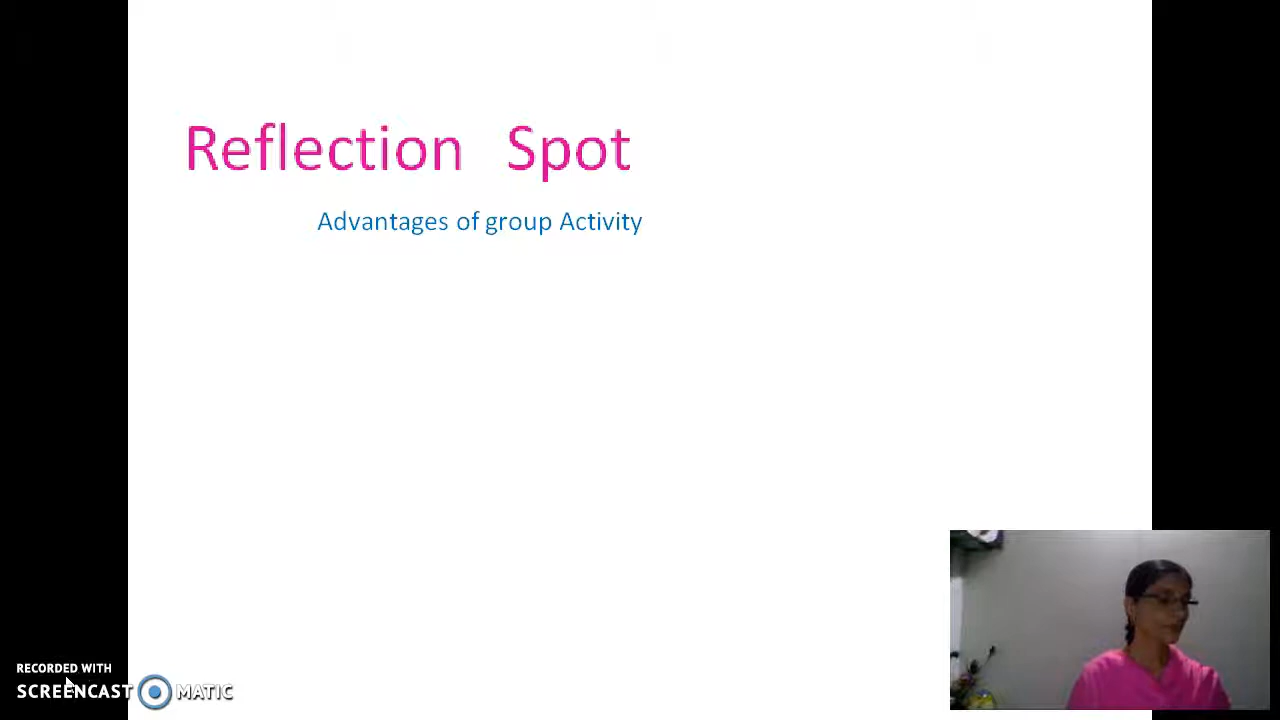 Reflection Spot
Advantages of group Activity
RECORDED WITH
SCREENCAST MATIC